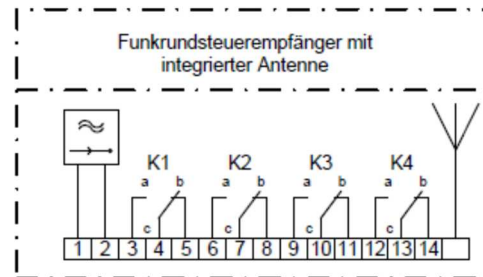 Funkrundsteuerempfänger mit
integrierter Antenne
K1 K2 K3 K4
a b a b a b a b
c c c c
1 2 3 4 5 6 7 8 9 10 11 12 13 14